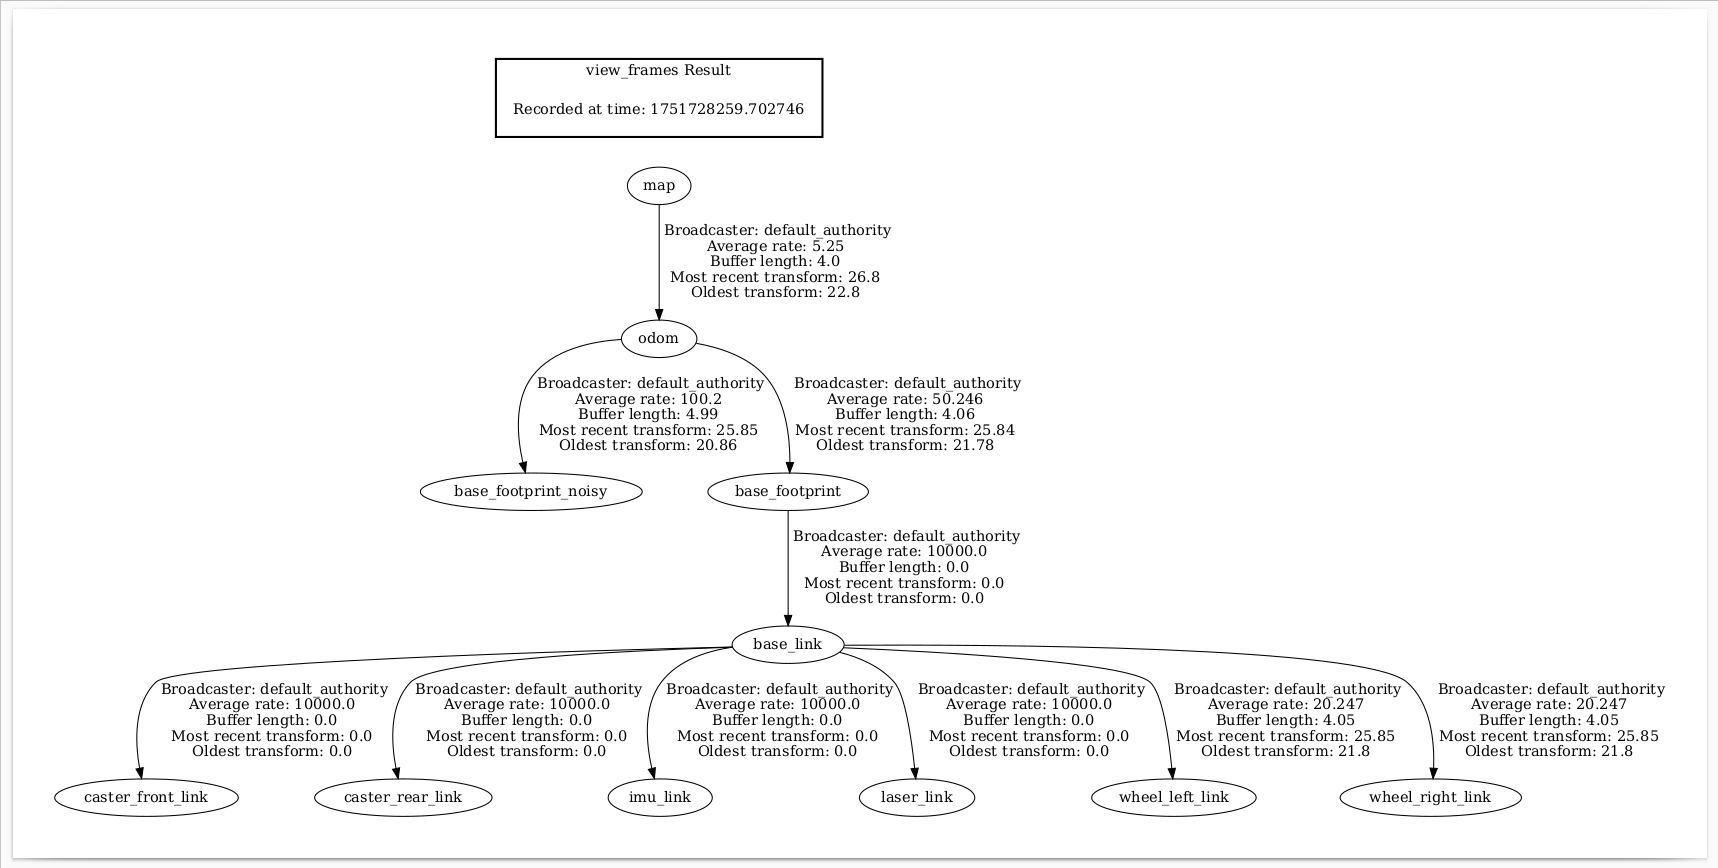 view_frames Result
Recorded at time: 1751728259.702746
map
Broadcaster: default_authority
Average rate: 5.25
Buffer length: 4.0
Most recent transform: 26.8
Oldest transform: 22.8
odom
Broadcaster: default_authority
Average rate: 100.2
Buffer length: 4.99
Most recent transform: 25.85
Oldest transform: 20.86
Broadcaster: default_authority
Average rate: 50.246
Buffer length: 4.06
Most recent transform: 25.84
Oldest transform: 21.78
base_footprint_noisy
base_footprint
Broadcaster: default_authority
Average rate: 10000.0
Buffer length: 0.0
Most recent transform: 0.0
Oldest transform: 0.0
base_link
Broadcaster: default_authority
Average rate: 10000.0
Buffer length: 0.0
Most recent transform: 0.0
Oldest transform: 0.0
Broadcaster: default_authority
Average rate: 10000.0
Buffer length: 0.0
Most recent transform: 0.0
Oldest transform: 0.0
Broadcaster: default_authority
Average rate: 10000.0
Buffer length: 0.0
Most recent transform: 0.0
Oldest transform: 0.0
Broadcaster: default_authority
Average rate: 10000.0
Buffer length: 0.0
Most recent transform: 0.0
Oldest transform: 0.0
Broadcaster: default_authority
Average rate: 20.247
Buffer length: 4.05
Most recent transform: 25.85
Oldest transform: 21.8
Broadcaster: default_authority
Average rate: 20.247
Buffer length: 4.05
Most recent transform: 25.85
Oldest transform: 21.8
caster_front_link
caster_rear_link
imu_link
laser_link
wheel_left_link
wheel_right_link